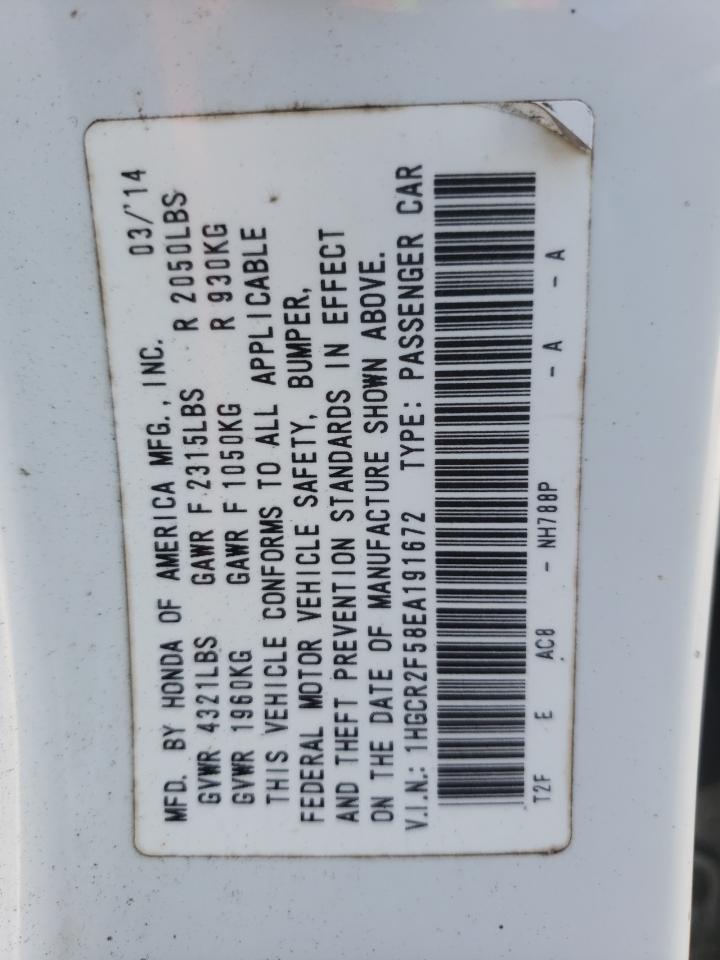 MFD. BY HONDA OF AMERICA MFG., INC. 03/'14
GVWR 4321LBS GAWR F 2315LBS R 2050LBS
GVWR 1960KG GAWR F 1050KG R 930KG
THIS VEHICLE CONFORMS TO ALL APPLICABLE
FEDERAL MOTOR VEHICLE SAFETY, BUMPER,
AND THEFT PREVENTION STANDARDS IN EFFECT
ON THE DATE OF MANUFACTURE SHOWN ABOVE.
V.I.N.: 1HGCR2F58EA191672 TYPE: PASSENGER CAR
T2F E AC8 - NH788P - A - A